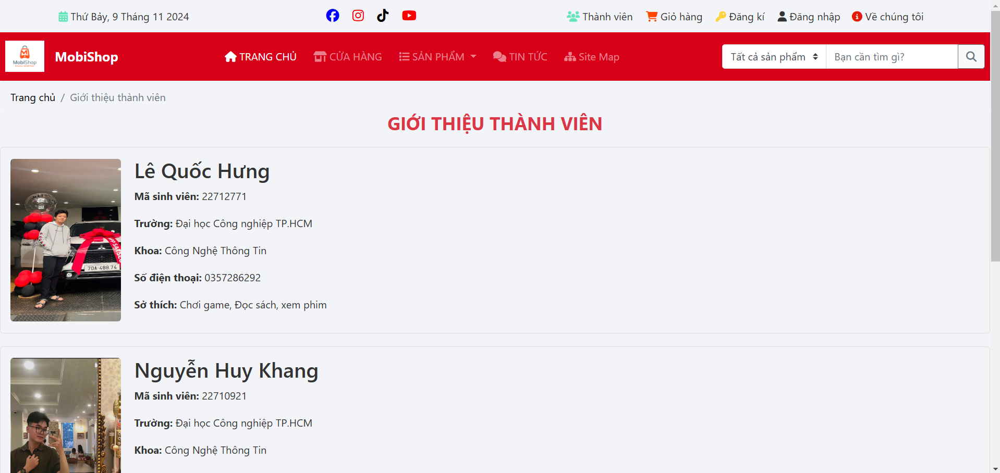 Thứ Bảy, 9 Tháng 11 2024
Thành viên
Giỏ hàng
Đăng kí
Đăng nhập
Về chúng tôi
MobiShop
MobiShop
TRANG CHỦ
CỬA HÀNG
SẢN PHẨM
TIN TỨC
Site Map
Tất cả sản phẩm
Bạn cần tìm gì?
Trang chủ / Giới thiệu thành viên
GIỚI THIỆU THÀNH VIÊN
Lê Quốc Hưng
Mã sinh viên: 22712771
Trường: Đại học Công nghiệp TP.HCM
Khoa: Công Nghệ Thông Tin
Số điện thoại: 0357286292
Sở thích: Chơi game, Đọc sách, xem phim
70A-488.74
Nguyễn Huy Khang
Mã sinh viên: 22710921
Trường: Đại học Công nghiệp TP.HCM
Khoa: Công Nghệ Thông Tin